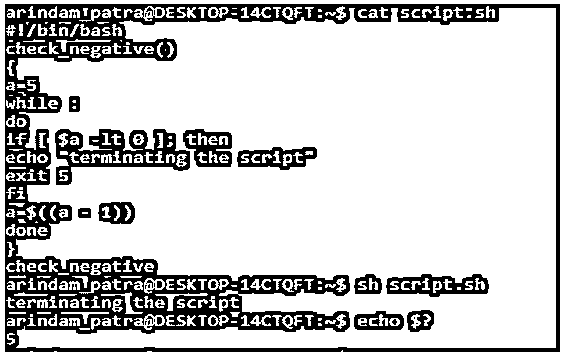 arindam_patra@DESKTOP-14CTQFT:~$ cat script.sh
#!/bin/bash
check_negative()
{
a=5
while :
do
if [ $a -lt 0 ]; then
echo "terminating the script"
exit 5
fi
a=$((a - 1))
done
}
check_negative
arindam_patra@DESKTOP-14CTQFT:~$ sh script.sh
terminating the script
arindam_patra@DESKTOP-14CTQFT:~$ echo $?
5